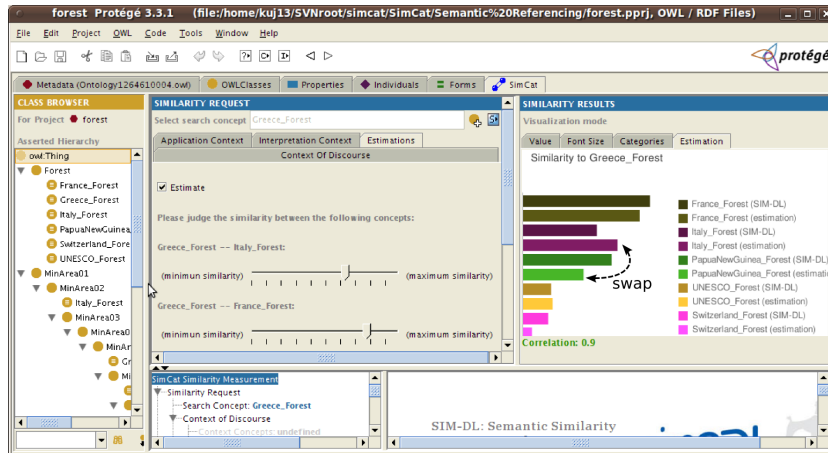 forest Protégé 3.3.1 (file:/home/kuj13/SVNroot/simcat/SimCat/Semantic%20Referencing/forest.pprj, OWL / RDF Files)
File Edit Project OWL Code Tools Window Help
protégé
Metadata (Ontology1264610004.owl) OWLClasses Properties Individuals Forms SimCat
CLASS BROWSER
For Project forest
Asserted Hierarchy
owl:Thing
Forest
France_Forest
Greece_Forest
Italy_Forest
PapuaNewGuinea_
Switzerland_Fore
UNESCO_Forest
MinArea01
MinArea02
Italy_Forest
MinArea03
MinArea0
MinAr
Gr
Mi
SIMILARITY REQUEST
Select search concept Greece_Forest
Application Context Interpretation Context Estimations
Context Of Discourse
Estimate
Please judge the similarity between the following concepts:
Greece_Forest -- Italy_Forest:
(minimun similarity) (maximum similarity)
Greece_Forest -- France_Forest:
(minimun similarity) (maximum similarity)
SIMILARITY RESULTS
Visualization mode
Value Font Size Categories Estimation
Similarity to Greece_Forest
France_Forest (SIM-DL)
France_Forest (estimation)
Italy_Forest (SIM-DL)
Italy_Forest (estimation)
PapuaNewGuinea_Forest (SIM-DL)
PapuaNewGuinea_Forest (estimatio
UNESCO_Forest (SIM-DL)
UNESCO_Forest (estimation)
Switzerland_Forest (SIM-DL)
Switzerland_Forest (estimation)
swap
Correlation: 0.9
SimCat Similarity Measurement
Similarity Request
Search Concept: Greece_Forest
Context of Discourse
Context Concepts: undefined
SIM-DL: Semantic Similarity